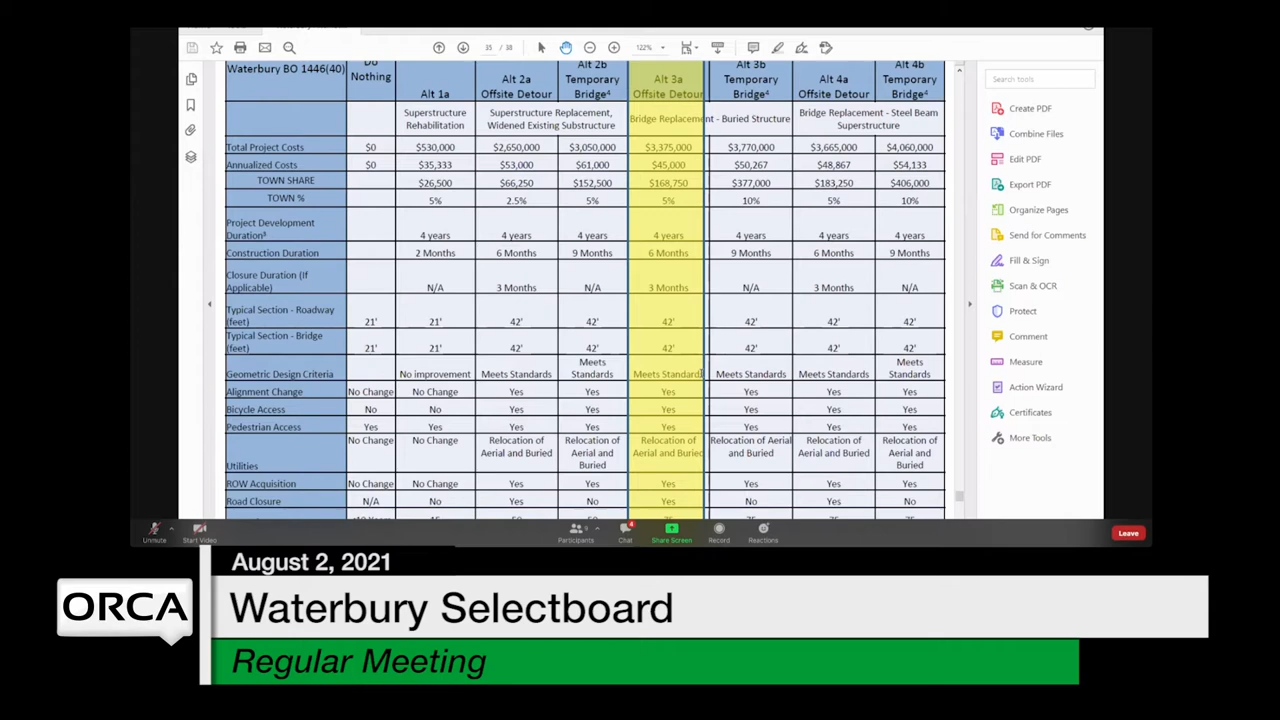 35 / 38
122%
Waterbury BO 1446(40)
Do Nothing
Alt 1a
Alt 2a Offsite Detour
Alt 2b Temporary Bridge⁴
Alt 3a Offsite Detour
Alt 3b Temporary Bridge⁴
Alt 4a Offsite Detour
Alt 4b Temporary Bridge⁴
Superstructure Rehabilitation
Superstructure Replacement, Widened Existing Substructure
Bridge Replacement - Buried Structure
Bridge Replacement - Steel Beam Superstructure
Total Project Costs $0 $530,000 $2,650,000 $3,050,000 $3,375,000 $3,770,000 $3,665,000 $4,060,000
Annualized Costs $0 $35,333 $53,000 $61,000 $45,000 $50,267 $48,867 $54,133
TOWN SHARE $26,500 $66,250 $152,500 $168,750 $377,000 $183,250 $406,000
TOWN % 5% 2.5% 5% 5% 10% 5% 10%
Project Development Duration⁵ 4 years 4 years 4 years 4 years 4 years 4 years 4 years
Construction Duration 2 Months 6 Months 9 Months 6 Months 9 Months 6 Months 9 Months
Closure Duration (If Applicable) N/A 3 Months N/A 3 Months N/A 3 Months N/A
Typical Section - Roadway (feet) 21' 21' 42' 42' 42' 42' 42' 42'
Typical Section - Bridge (feet) 21' 21' 42' 42' 42' 42' 42' 42'
Geometric Design Criteria No improvement Meets Standards Meets Standards Meets Standards Meets Standards Meets Standards Meets Standards
Alignment Change No Change No Change Yes Yes Yes Yes Yes Yes
Bicycle Access No No Yes Yes Yes Yes Yes Yes
Pedestrian Access Yes Yes Yes Yes Yes Yes Yes Yes
Utilities No Change No Change Relocation of Aerial and Buried Relocation of Aerial and Buried Relocation of Aerial and Buried Relocation of Aerial and Buried Relocation of Aerial and Buried Relocation of Aerial and Buried
ROW Acquisition No Change No Change Yes Yes Yes Yes Yes Yes
Road Closure N/A No Yes No Yes No Yes No
Search tools
Create PDF
Combine Files
Edit PDF
Export PDF
Organize Pages
Send for Comments
Fill & Sign
Scan & OCR
Protect
Comment
Measure
Action Wizard
Certificates
More Tools
Unmute
Start Video
Participants
Chat
4
Share Screen
Record
Reactions
Leave
August 2, 2021
ORCA
Waterbury Selectboard
Regular Meeting